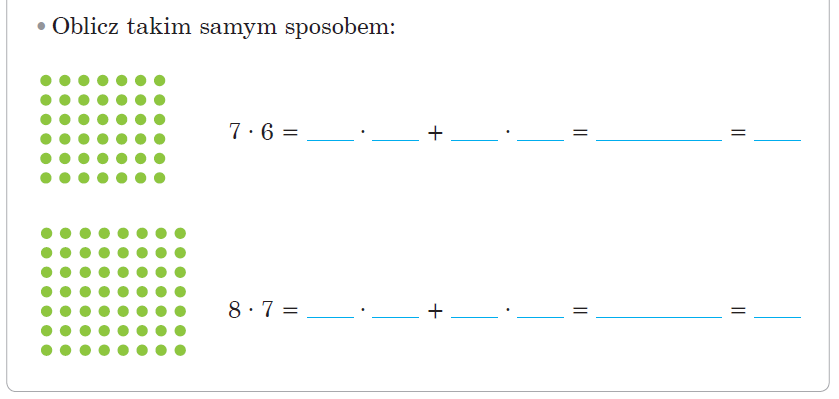 • Oblicz takim samym sposobem:
7 · 6 = ____ · ____ + ____ · ____ = __________ = ____
8 · 7 = ____ · ____ + ____ · ____ = __________ = ____